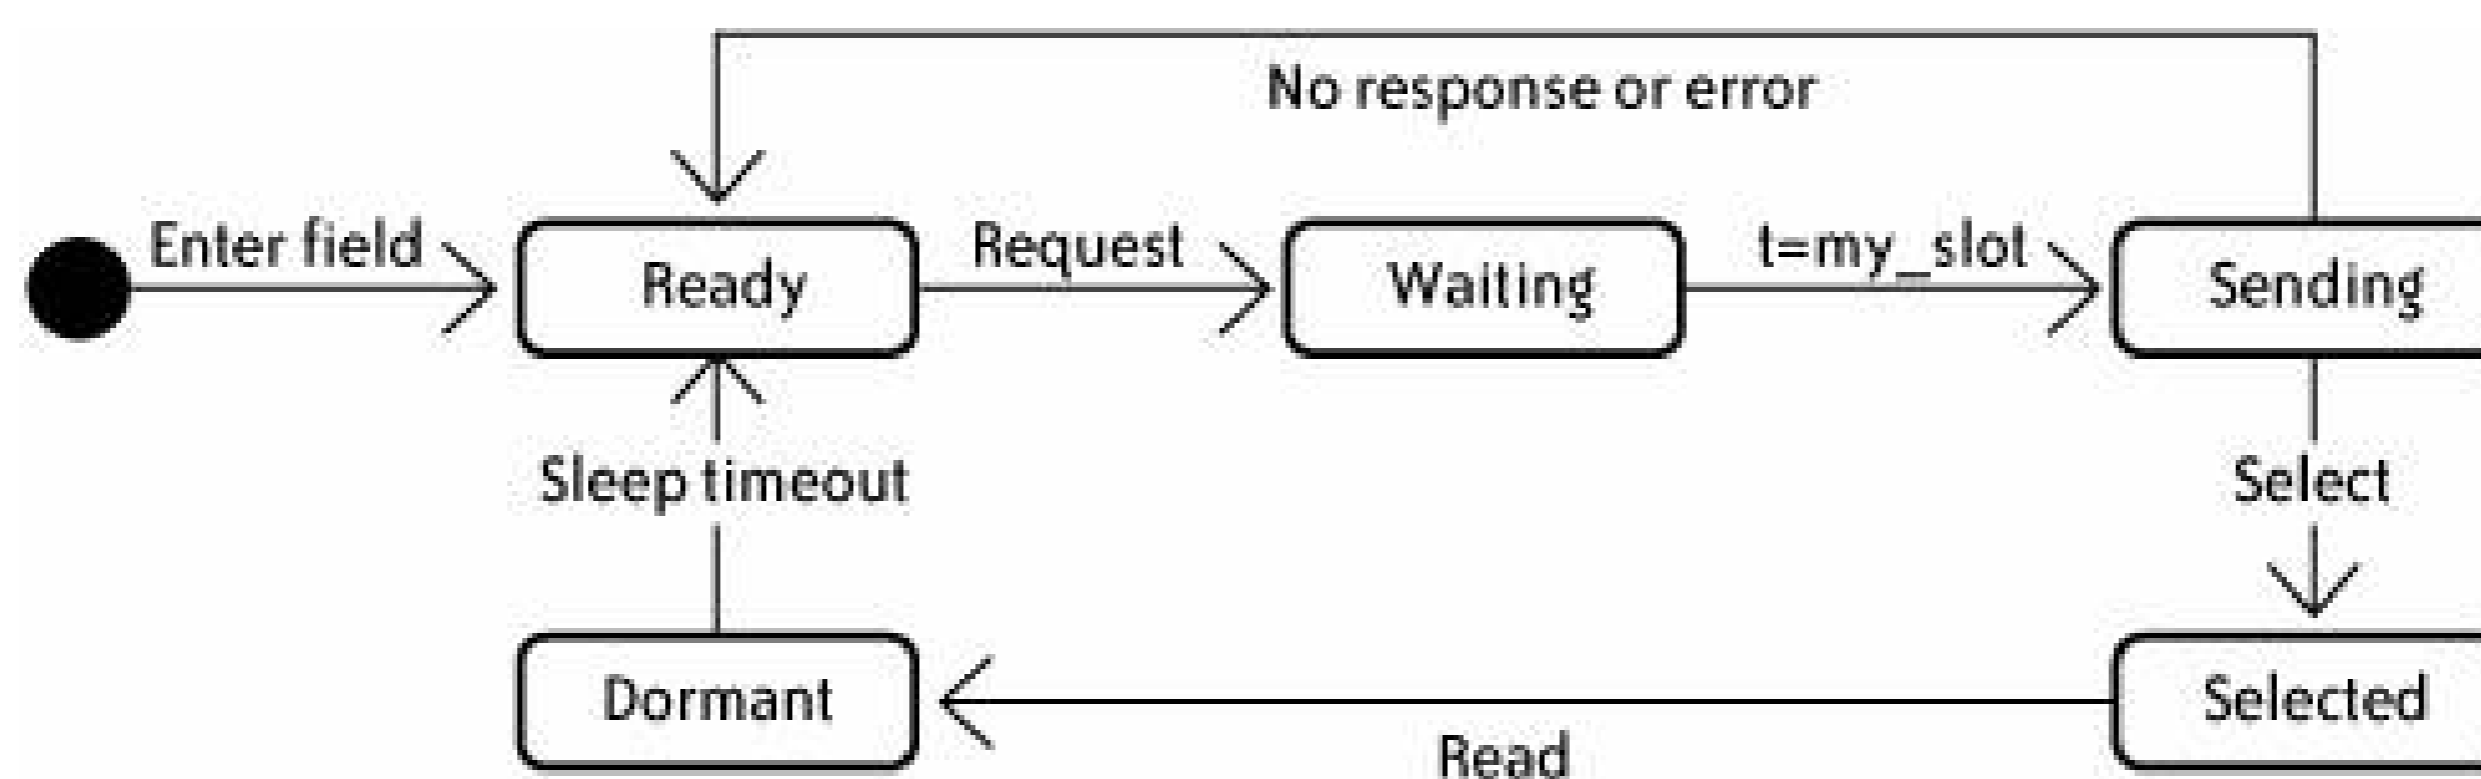 No response or error
Enter field
Ready
Request
Waiting
t=my_slot
Sending
Sleep timeout
Select
Dormant
Read
Selected